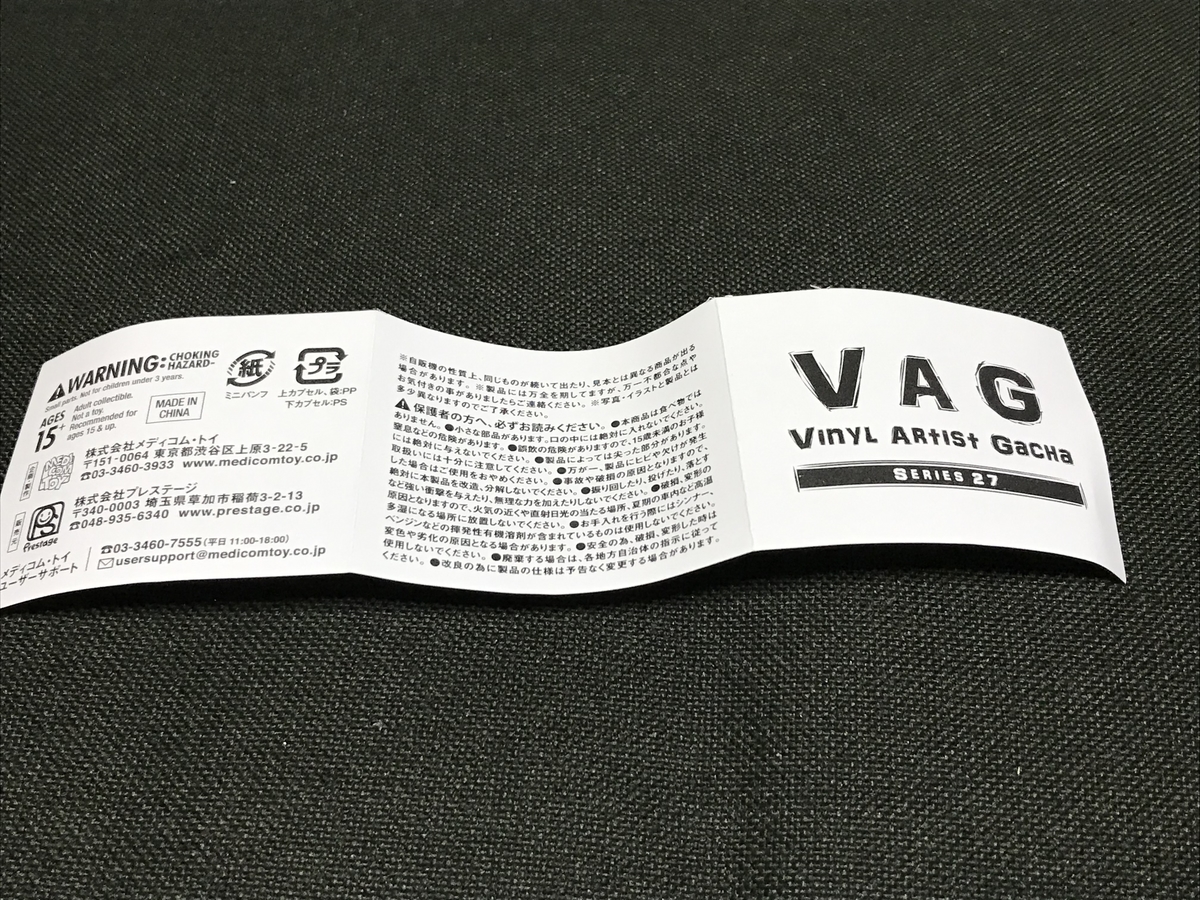 ⚠WARNING: CHOKING HAZARD-
Small parts. Not for children under 3 years.
AGES 15+
Adult collectible.
Not a toy.
Recommended for
ages 15 & up.
MADE IN
CHINA
紙
ミニパンフ
プラ
上カプセル、袋:PP
下カプセル:PS
株式会社メディコム・トイ
〒151-0064 東京都渋谷区上原3-22-5
☎03-3460-3933 www.medicomtoy.co.jp
MEDICOM TOY
株式会社プレステージ
〒340-0003 埼玉県草加市稲荷3-2-13
☎048-935-6340 www.prestage.co.jp
Prestage
メディコム・トイ
ユーザーサポート
☎03-3460-7555(平日 11:00-18:00)
usersupport@medicomtoy.co.jp
※自販機の性質上、同じものが続いて出たり、見本とは異なる商品が出る
場合があります。※製品には万全を期してますが、万一不都合な点や
お気付きの事がありましたらご連絡ください。※写真・イラストと製品とは
多少異なりますのでご了承ください。
⚠保護者の方へ、必ずお読みください。●本商品は食べ物では
ありません。●小さな部品があります。口の中には絶対に入れないでください。
窒息などの危険があります。●誤飲の危険がありますので、15歳未満のお子様
には絶対に与えないでください。●製品によっては尖った部分があります。
取扱いには十分に注意してください。●万が一、製品にヒビや欠けが発生
した場合はご使用をおやめください。●事故や破損の原因となりますので、
絶対に本製品を改造、分解しないでください。●振り回したり、投げたり、落とす
など強い衝撃を与えたり、無理な力を加えたりしないでください。●破損、変形の
原因となりますので、火気の近くや直射日光の当たる場所、夏期の車内など高温
多湿になる場所に放置しないでください。●お手入れを行う際にはシンナー、
ベンジンなどの揮発性有機溶剤が含まれているものは使用しないでください。
変色や劣化の原因となる場合があります。●安全の為、破損、変形した時は
使用しないでください。●廃棄する場合は、各地方自治体の指示に従って
ください。●改良の為に製品の仕様は予告なく変更する場合があります。
VAG
VINYL ARTIST GACHA
SERIES 27